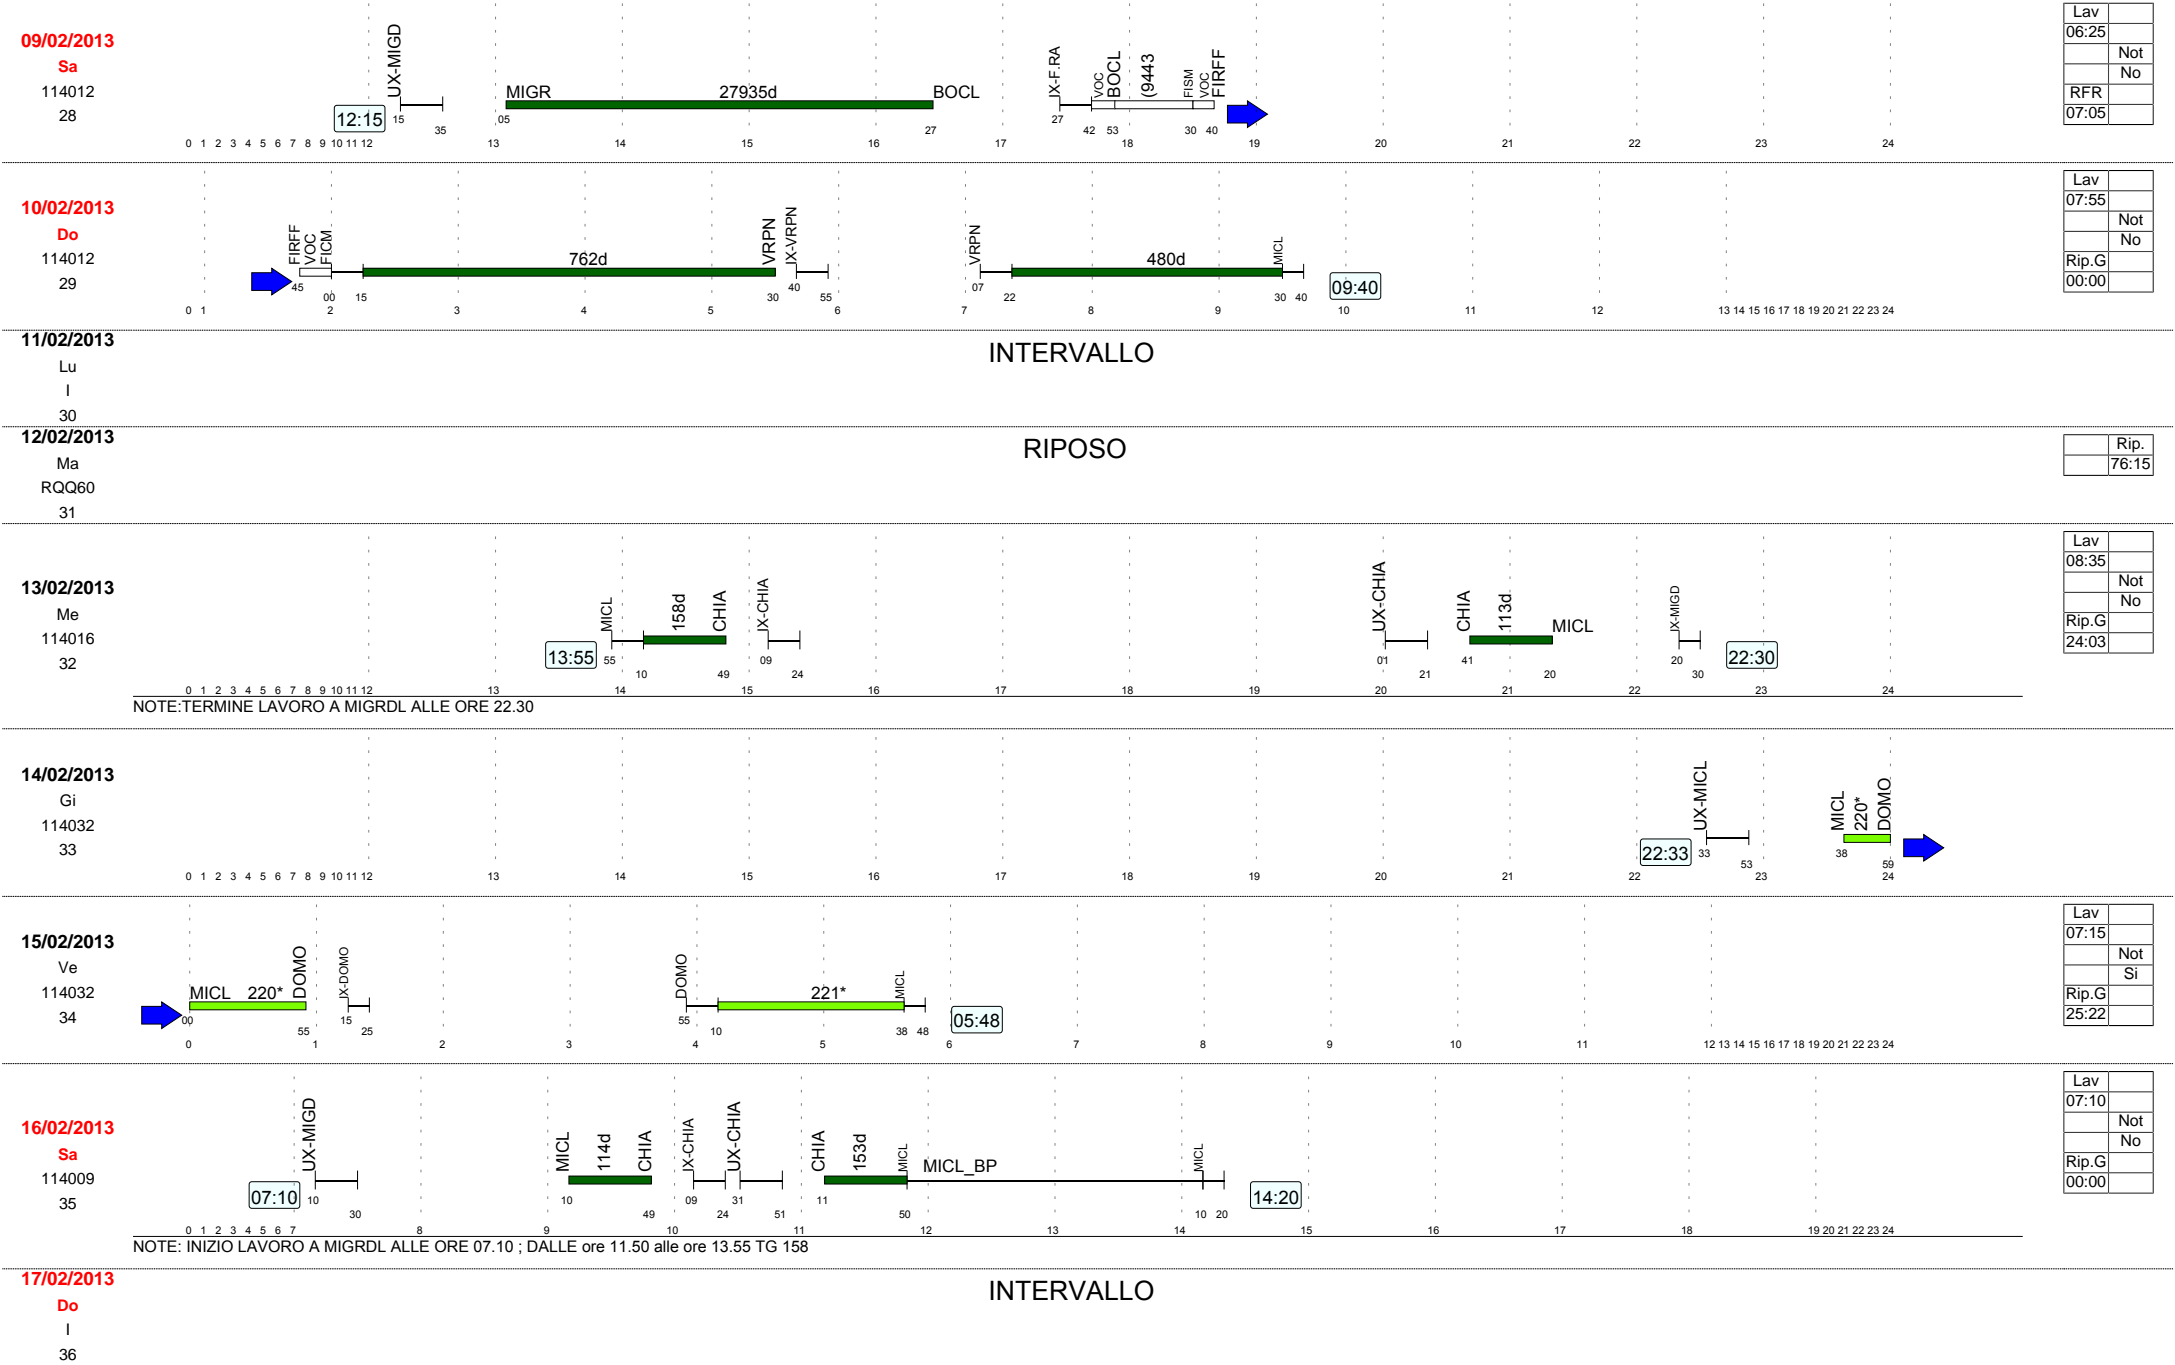 09/02/2013
Sa
114012
28
12:15
UX-MIGD
15 35
MIGR 27935d BOCL
05 27
IX-F.RA VOC BOCL (9443 FISM VOC FIRFF
27 42 53 30 40
0 1 2 3 4 5 6 7 8 9 10 11 12 13 14 15 16 17 18 19 20 21 22 23 24
Lav
06:25
Not
No
RFR
07:05
10/02/2013
Do
114012
29
FIRFF VOC FICM 762d VRPN IX-VRPN
45 00 15 30 40 55
VRPN 480d MICL
07 22 30 40
09:40
0 1 2 3 4 5 6 7 8 9 10 11 12 13 14 15 16 17 18 19 20 21 22 23 24
Lav
07:55
Not
No
Rip.G
00:00
11/02/2013
Lu
I
30
INTERVALLO
12/02/2013
Ma
RQQ60
31
RIPOSO
Rip.
76:15
13/02/2013
Me
114016
32
13:55
MICL 158d CHIA IX-CHIA
55 10 49 09 24
UX-CHIA CHIA 113d MICL IX-MIGD
01 21 41 20 20 30
22:30
0 1 2 3 4 5 6 7 8 9 10 11 12 13 14 15 16 17 18 19 20 21 22 23 24
NOTE:TERMINE LAVORO A MIGRDL ALLE ORE 22.30
Lav
08:35
Not
No
Rip.G
24:03
14/02/2013
Gi
114032
33
22:33
UX-MICL MICL 220* DOMO
33 53 38 59
0 1 2 3 4 5 6 7 8 9 10 11 12 13 14 15 16 17 18 19 20 21 22 23 24
15/02/2013
Ve
114032
34
MICL 220* DOMO IX-DOMO
00 55 15 25
DOMO 221* MICL
55 10 38 48
05:48
0 1 2 3 4 5 6 7 8 9 10 11 12 13 14 15 16 17 18 19 20 21 22 23 24
Lav
07:15
Not
Si
Rip.G
25:22
16/02/2013
Sa
114009
35
07:10
UX-MIGD
10 30
MICL 114d CHIA IX-CHIA UX-CHIA
10 49 09 24 31 51
CHIA 153d MICL MICL_BP MICL
11 50 10 20
14:20
0 1 2 3 4 5 6 7 8 9 10 11 12 13 14 15 16 17 18 19 20 21 22 23 24
NOTE: INIZIO LAVORO A MIGRDL ALLE ORE 07.10 ; DALLE ore 11.50 alle ore 13.55 TG 158
Lav
07:10
Not
No
Rip.G
00:00
17/02/2013
Do
I
36
INTERVALLO